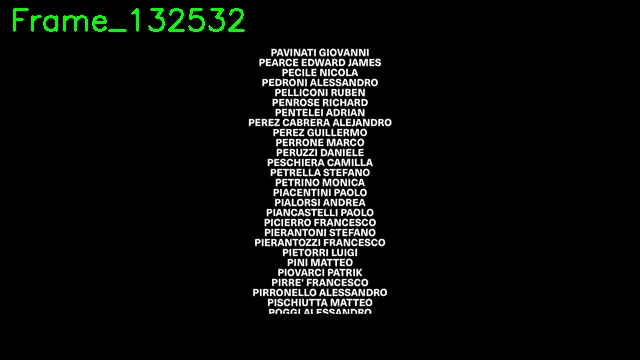 Frame_132532
PAVINATI GIOVANNI
PEARCE EDWARD JAMES
PECILE NICOLA
PEDRONI ALESSANDRO
PELLICONI RUBEN
PENROSE RICHARD
PENTELEI ADRIAN
PEREZ CABRERA ALEJANDRO
PEREZ GUILLERMO
PERRONE MARCO
PERUZZI DANIELE
PESCHIERA CAMILLA
PETRELLA STEFANO
PETRINO MONICA
PIACENTINI PAOLO
PIALORSI ANDREA
PIANCASTELLI PAOLO
PICIERRO FRANCESCO
PIERANTONI STEFANO
PIERANTOZZI FRANCESCO
PIETORRI LUIGI
PINI MATTEO
PIOVARCI PATRIK
PIRRE' FRANCESCO
PIRRONELLO ALESSANDRO
PISCHIUTTA MATTEO
POGGI ALESSANDRO